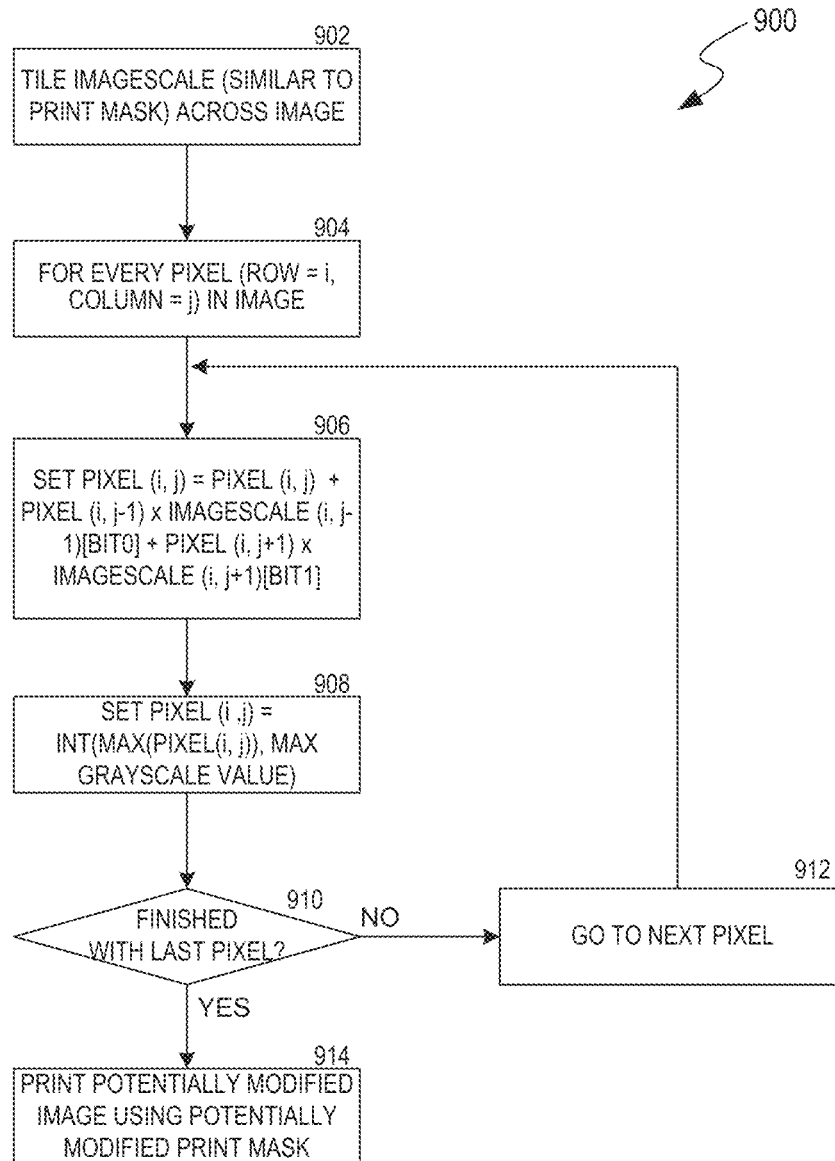 900
902
TILE IMAGESCALE (SIMILAR TO
PRINT MASK) ACROSS IMAGE
904
FOR EVERY PIXEL (ROW = i,
COLUMN = j) IN IMAGE
906
SET PIXEL (i, j) = PIXEL (i, j) +
PIXEL (i, j-1) x IMAGESCALE (i, j-
1)[BIT0] + PIXEL (i, j+1) x
IMAGESCALE (i, j+1)[BIT1]
908
SET PIXEL (i ,j) =
INT(MAX(PIXEL(i, j)), MAX
GRAYSCALE VALUE)
910
FINISHED
WITH LAST PIXEL?
NO
912
GO TO NEXT PIXEL
YES
914
PRINT POTENTIALLY MODIFIED
IMAGE USING POTENTIALLY
MODIFIED PRINT MASK